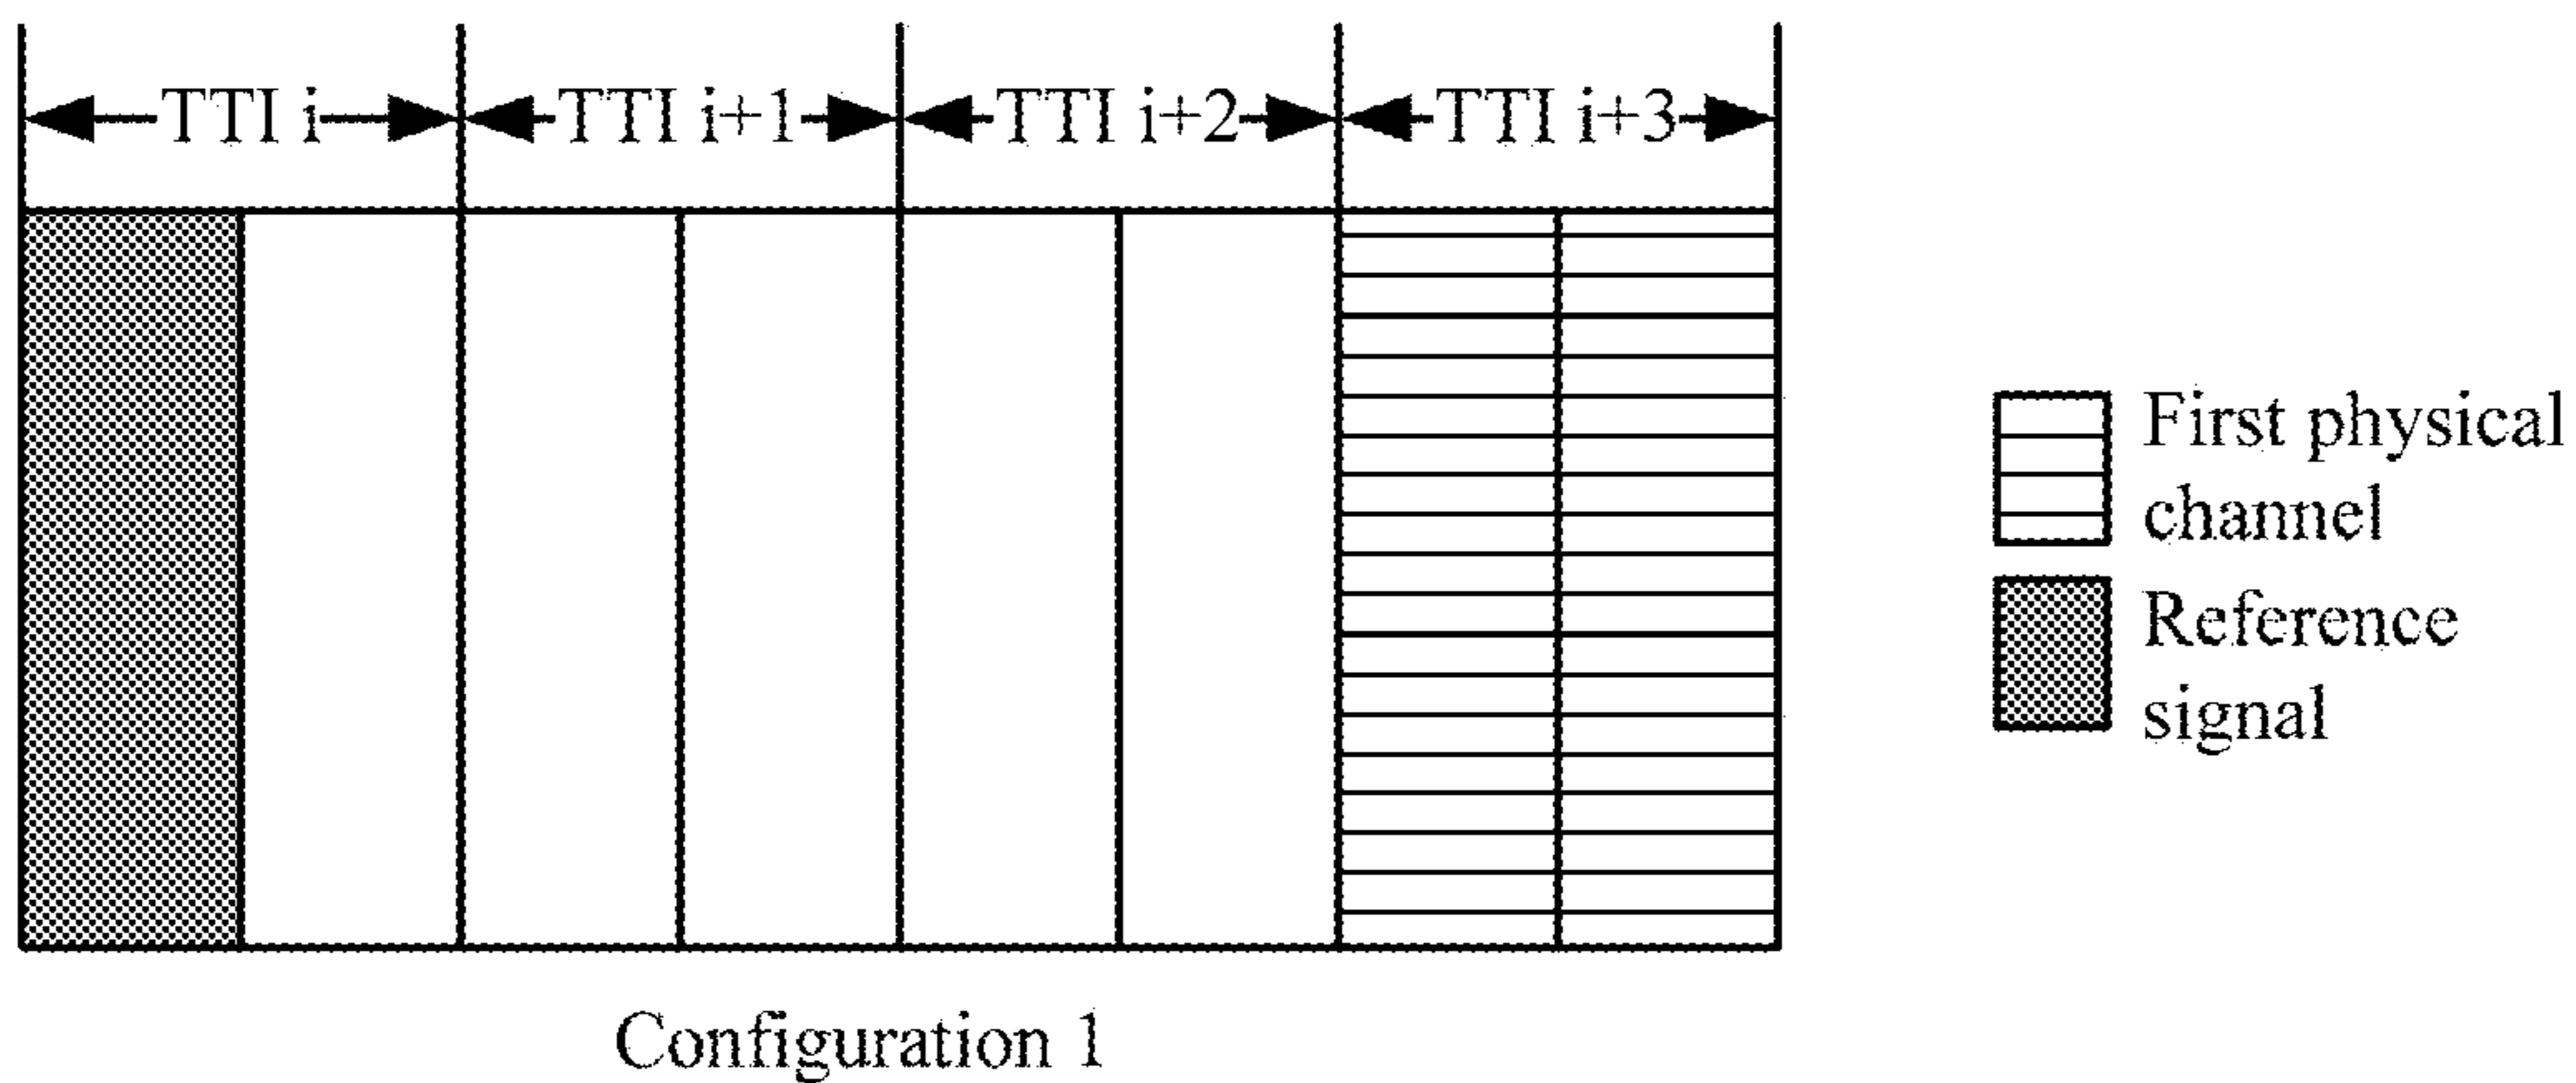 TTI i TTI i+1 TTI i+2 TTI i+3
First physical
channel
Reference
signal
Configuration 1